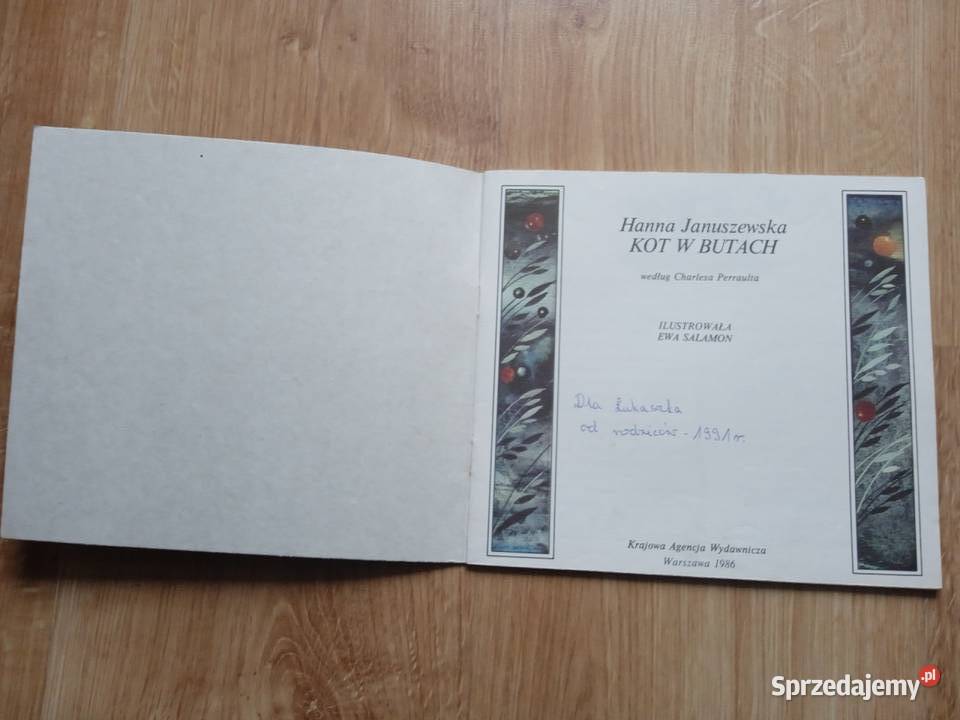 Hanna Januszewska
KOT W BUTACH
według Charlesa Perraulta
ILUSTROWAŁA
EWA SALAMON
Dla Łukaszka
od rodziców - 1991 r.
Krajowa Agencja Wydawnicza
Warszawa 1986
Sprzedajemy.pl